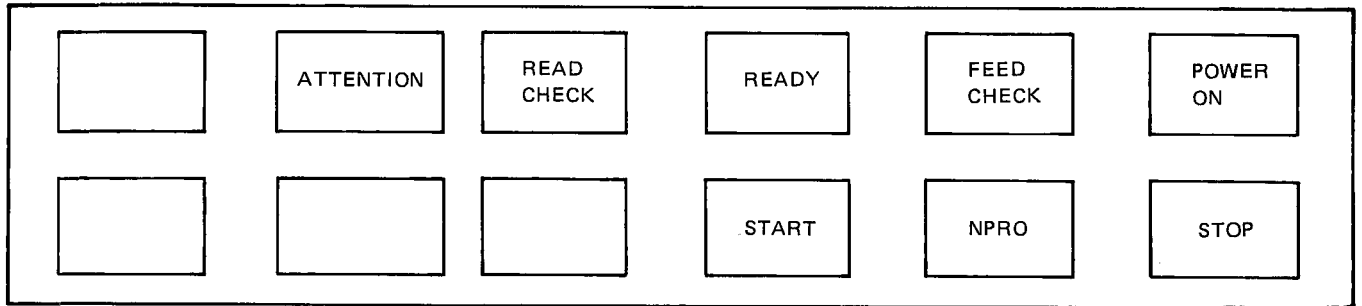 ATTENTION
READ
CHECK
READY
FEED
CHECK
POWER
ON
START
NPRO
STOP